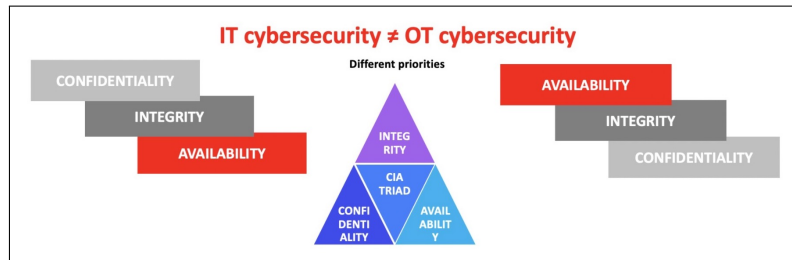 IT cybersecurity ≠ OT cybersecurity
Different priorities
CONFIDENTIALITY
INTEGRITY
AVAILABILITY
INTEG
RITY
CIA
TRIAD
CONFI
DENTI
ALITY
AVAIL
ABILIT
Y
AVAILABILITY
INTEGRITY
CONFIDENTIALITY